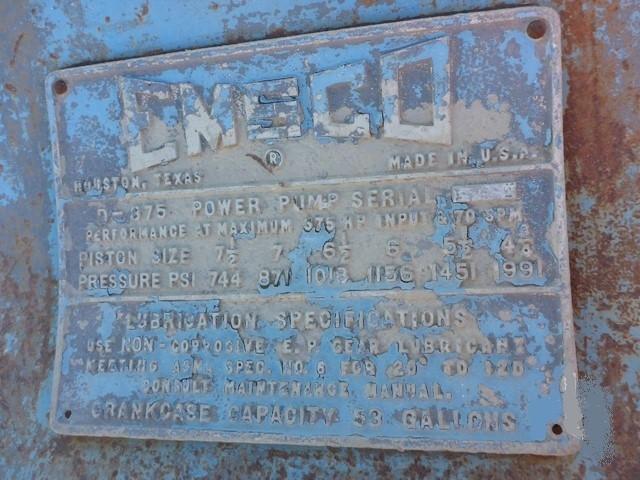 EMSCO
®
MADE IN U.S.A.
HOUSTON, TEXAS
D-375 POWER PUMP SERIAL
PERFORMANCE AT MAXIMUM 375 HP INPUT & 70 SPM
PISTON SIZE 7½ 7 6½ 6 5½
PRESSURE PSI 744 871 1013 1156 1451 1991
LUBRICATION SPECIFICATIONS
USE NON-CORROSIVE E.P. GEAR LUBRICANT
MEETING SPEC. NO. 6 FOR 20° TO 120
CONSULT MAINTENANCE MANUAL.
CRANKCASE CAPACITY 53 GALLONS